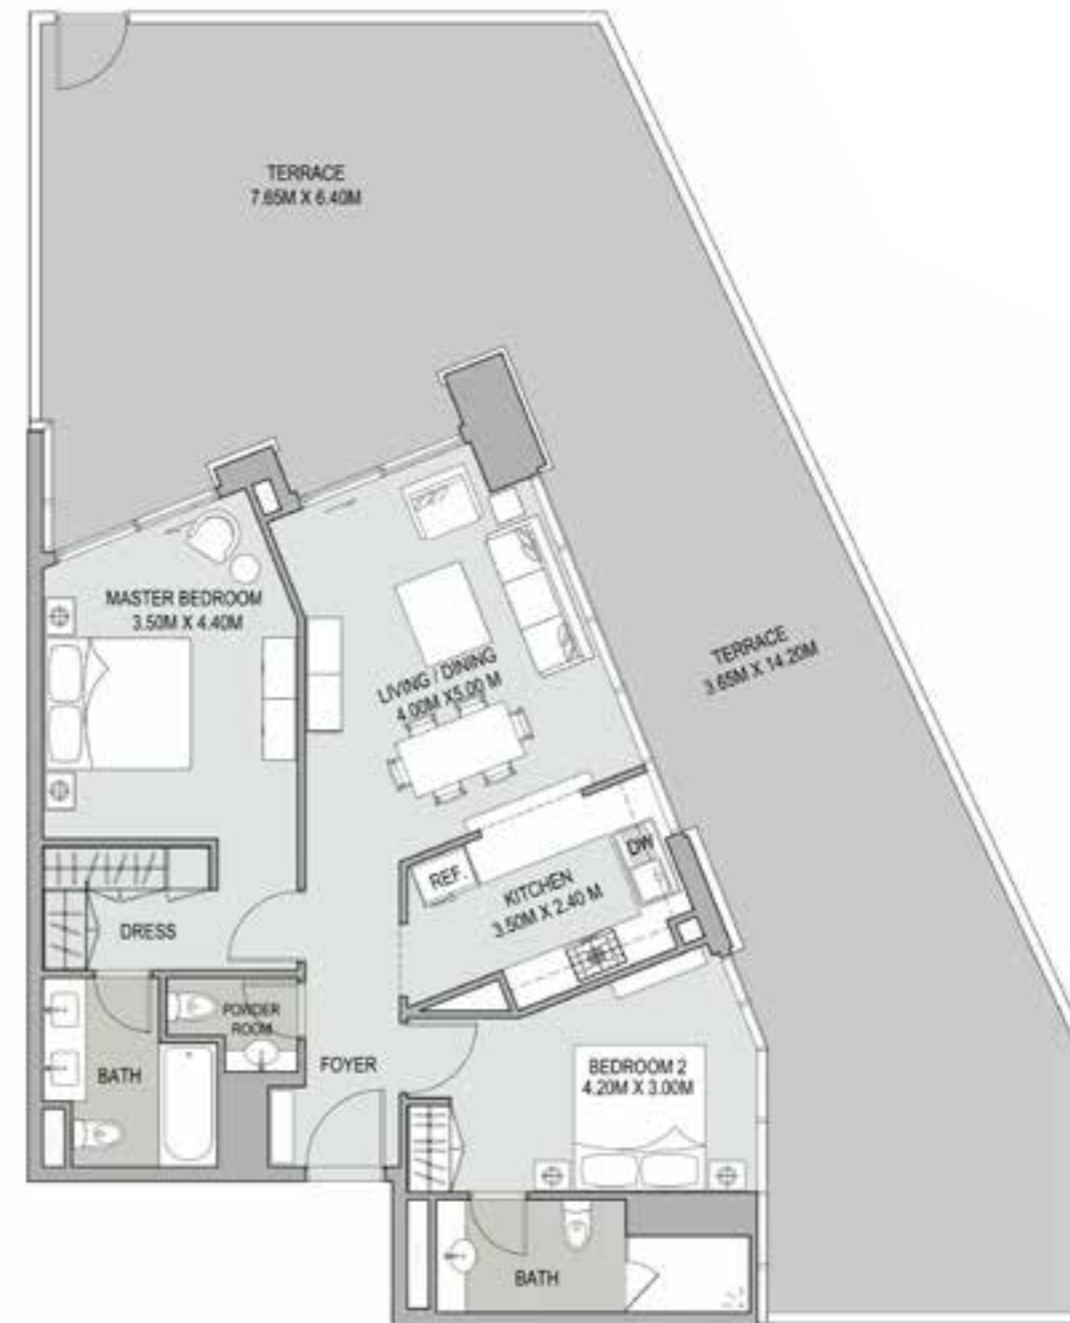 TERRACE
7.65M X 6.40M
MASTER BEDROOM
3.50M X 4.40M
LIVING / DINING
4.00M X5.00 M
TERRACE
3.65M X 14.20M
REF.
DW
KITCHEN
3.50M X 2.40 M
DRESS
POWDER
ROOM
BATH
FOYER
BEDROOM 2
4.20M X 3.00M
BATH